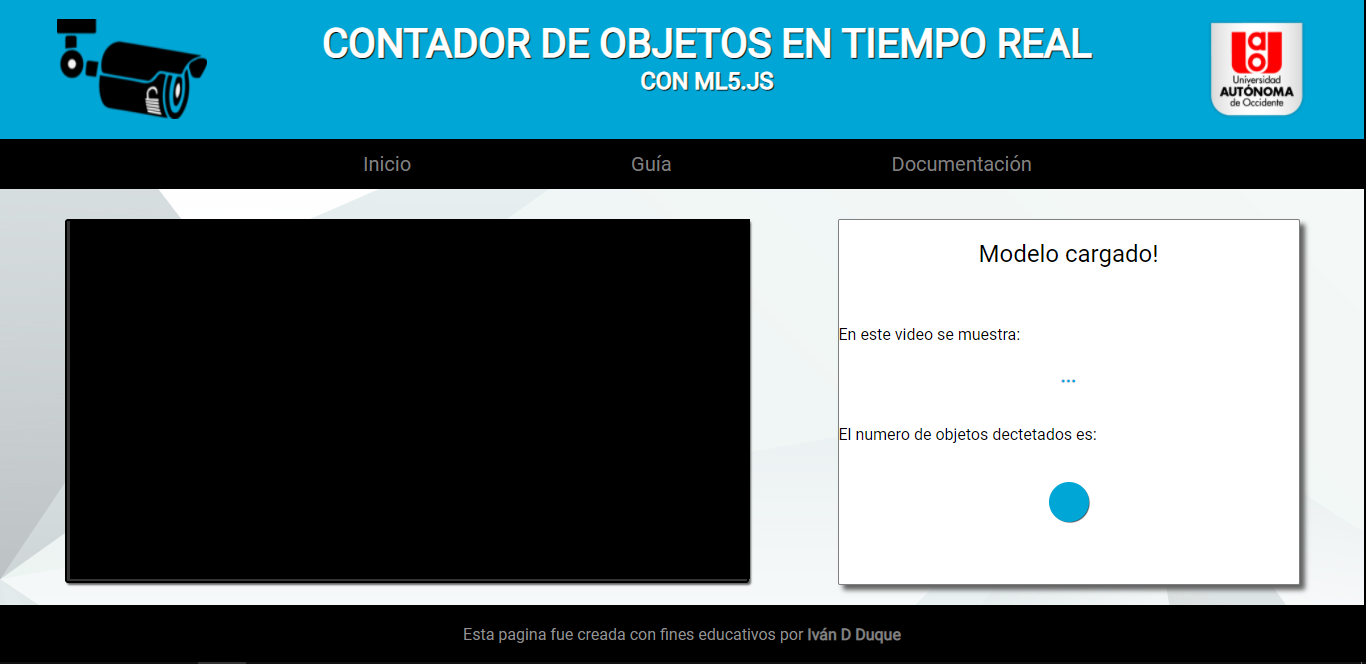 CONTADOR DE OBJETOS EN TIEMPO REAL
CON ML5.JS
Universidad
AUTÓNOMA
de Occidente
Inicio
Guía
Documentación
Modelo cargado!
En este video se muestra:
...
El numero de objetos dectetados es:
Esta pagina fue creada con fines educativos por Iván D Duque